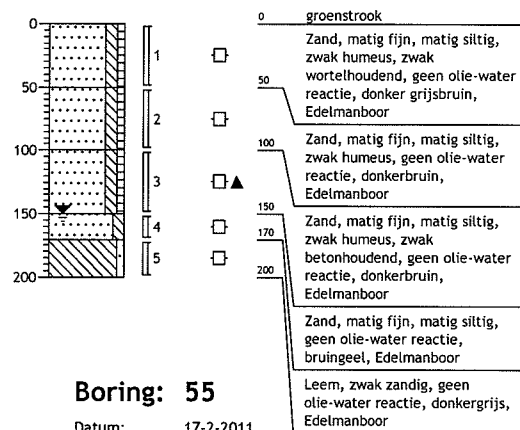 0
50
100
150
200
1
2
3
4
5
0 groenstrook
Zand, matig fijn, matig siltig,
zwak humeus, zwak
wortelhoudend, geen olie-water
reactie, donker grijsbruin,
Edelmanboor
50
Zand, matig fijn, matig siltig,
zwak humeus, geen olie-water
reactie, donkerbruin,
Edelmanboor
100
Zand, matig fijn, matig siltig,
zwak humeus, zwak
betonhoudend, geen olie-water
reactie, donkerbruin,
Edelmanboor
150
Zand, matig fijn, matig siltig,
geen olie-water reactie,
bruingeel, Edelmanboor
170
Leem, zwak zandig, geen
olie-water reactie, donkergrijs,
Edelmanboor
200
Boring: 55
Datum: 17-2-2011